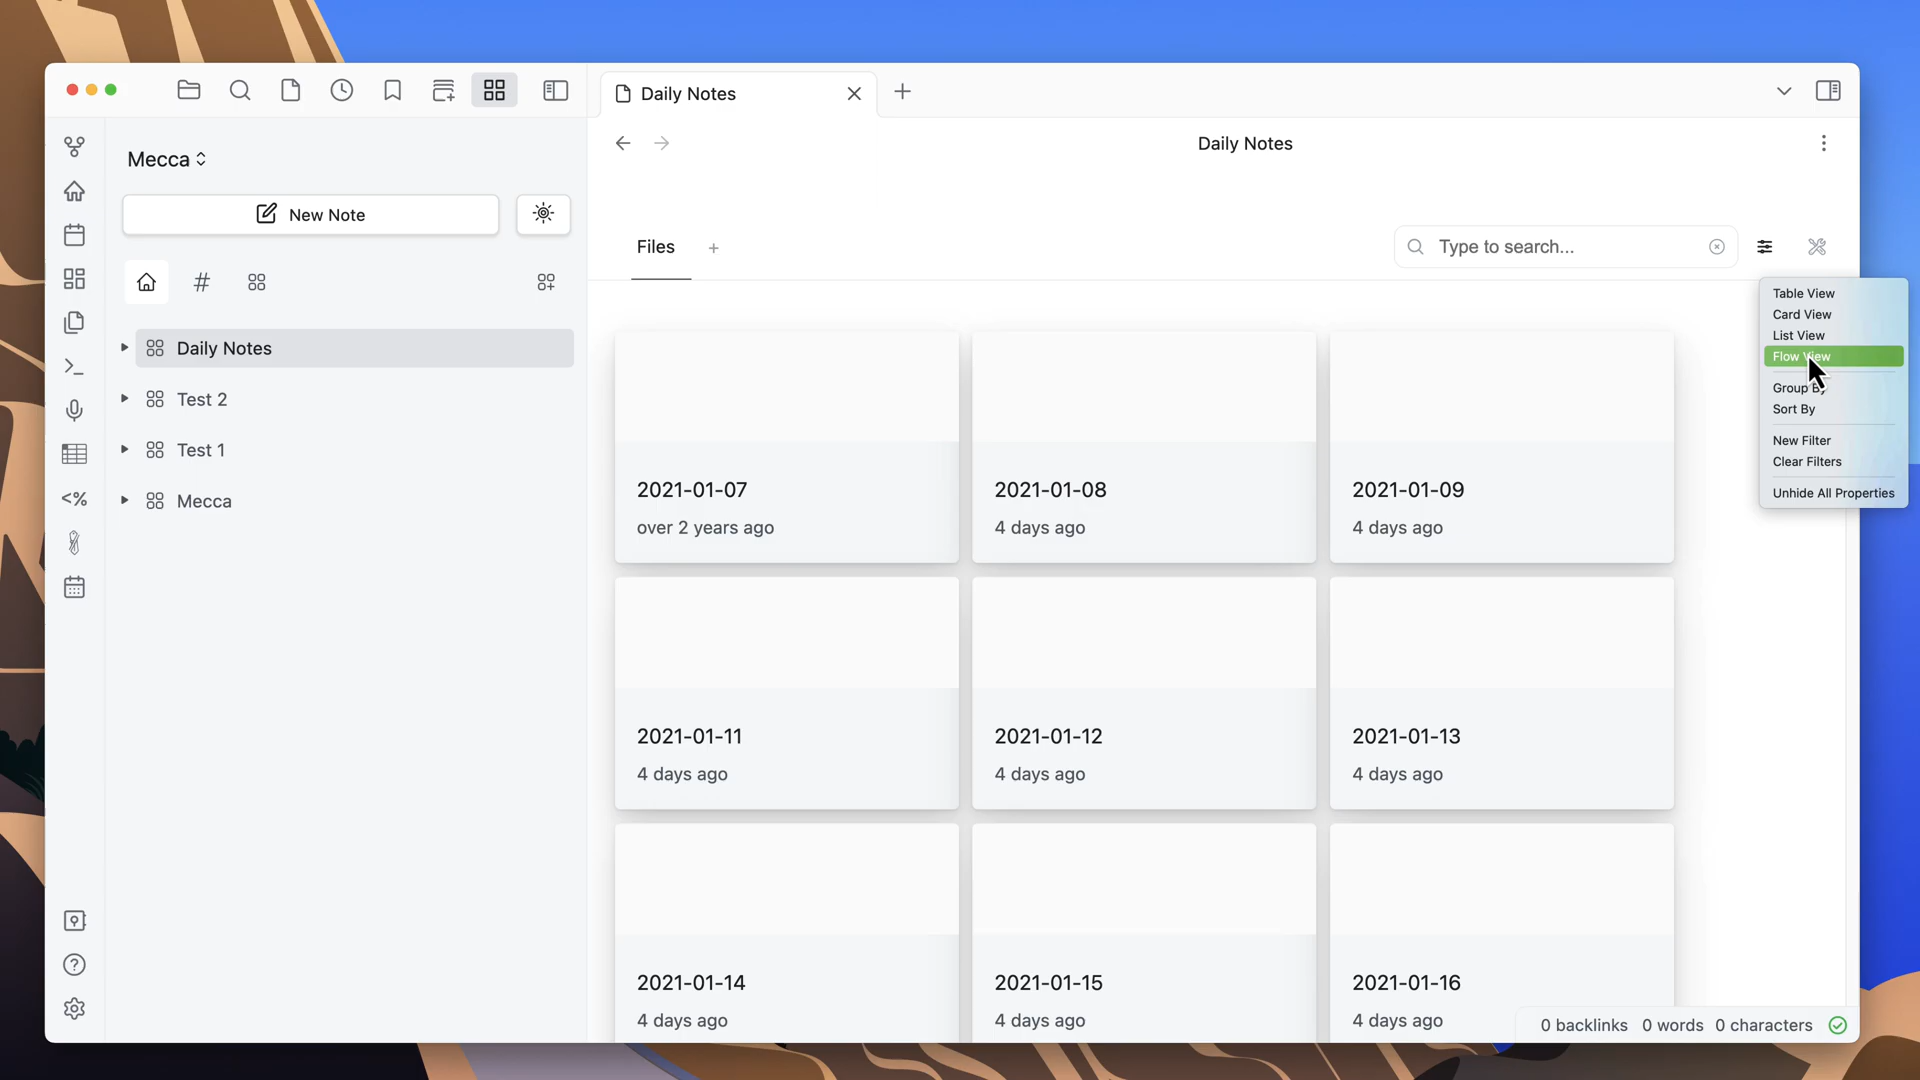 Daily Notes
Daily Notes
Mecca
New Note
Files
Type to search...
Table View
Card View
List View
Flow View
Group By
Sort By
New Filter
Clear Filters
Unhide All Properties
Daily Notes
Test 2
Test 1
Mecca
2021-01-07
over 2 years ago
2021-01-08
4 days ago
2021-01-09
4 days ago
2021-01-11
4 days ago
2021-01-12
4 days ago
2021-01-13
4 days ago
2021-01-14
4 days ago
2021-01-15
4 days ago
2021-01-16
4 days ago
0 backlinks 0 words 0 characters